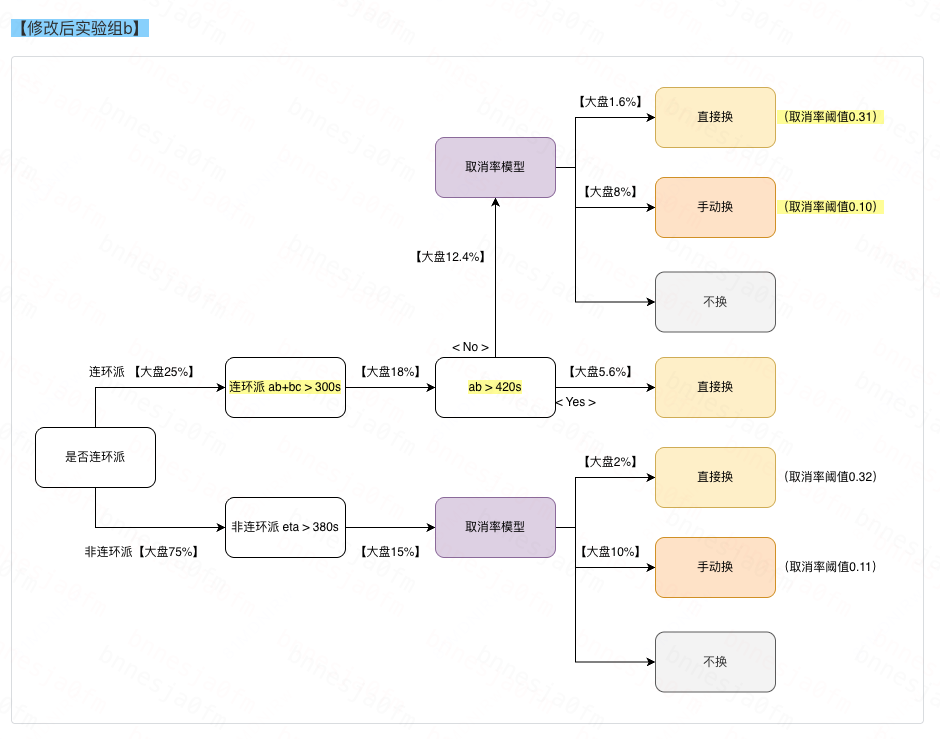 【修改后实验组b】
【大盘1.6%】
直接换
（取消率阈值0.31）
取消率模型
【大盘8%】
手动换
（取消率阈值0.10）
【大盘12.4%】
不换
< No >
连环派 【大盘25%】
连环派 ab+bc > 300s
【大盘18%】
ab > 420s
【大盘5.6%】
< Yes >
直接换
是否连环派
【大盘2%】
直接换
（取消率阈值0.32）
非连环派【大盘75%】
非连环派 eta > 380s
【大盘15%】
取消率模型
【大盘10%】
手动换
（取消率阈值0.11）
不换